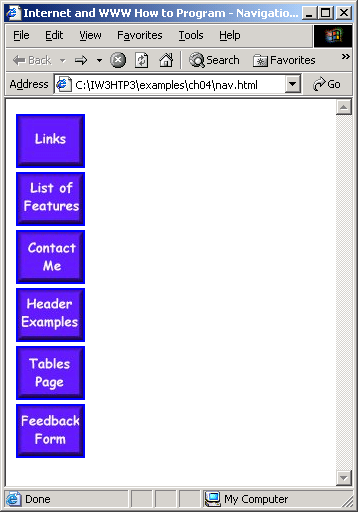 Internet and WWW How to Program - Navigatio...
File Edit View Favorites Tools Help
Back Search Favorites
Address C:\IW3HTP3\examples\ch04\nav.html Go
Links
List of
Features
Contact
Me
Header
Examples
Tables
Page
Feedback
Form
Done My Computer